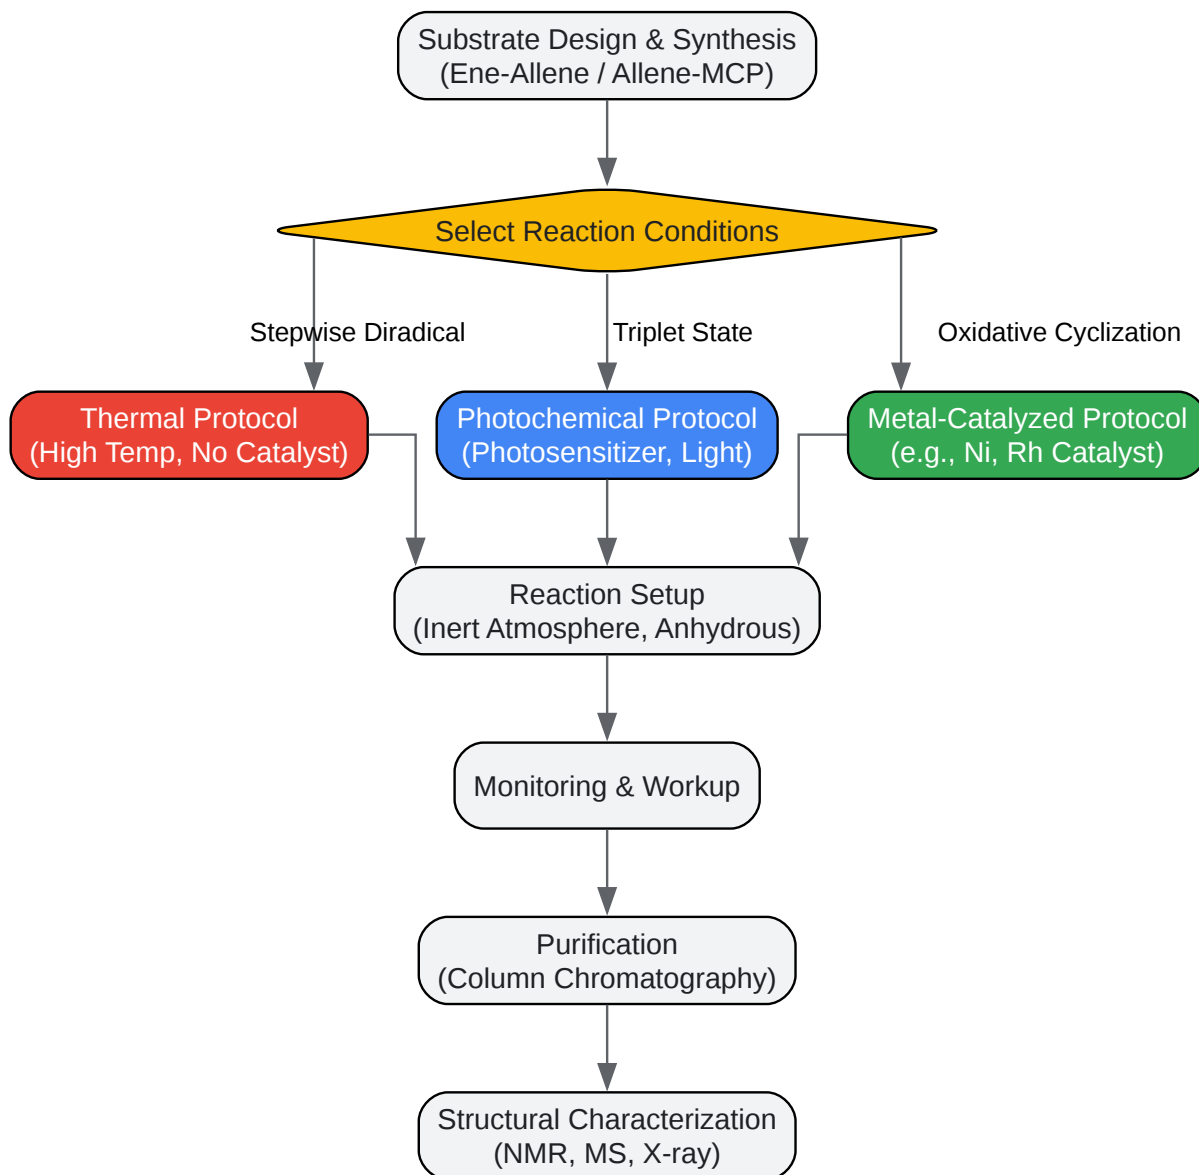 Substrate Design & Synthesis
(Ene-Allene / Allene-MCP)
Select Reaction Conditions
Stepwise Diradical
Triplet State
Oxidative Cyclization
Thermal Protocol
(High Temp, No Catalyst)
Photochemical Protocol
(Photosensitizer, Light)
Metal-Catalyzed Protocol
(e.g., Ni, Rh Catalyst)
Reaction Setup
(Inert Atmosphere, Anhydrous)
Monitoring & Workup
Purification
(Column Chromatography)
Structural Characterization
(NMR, MS, X-ray)